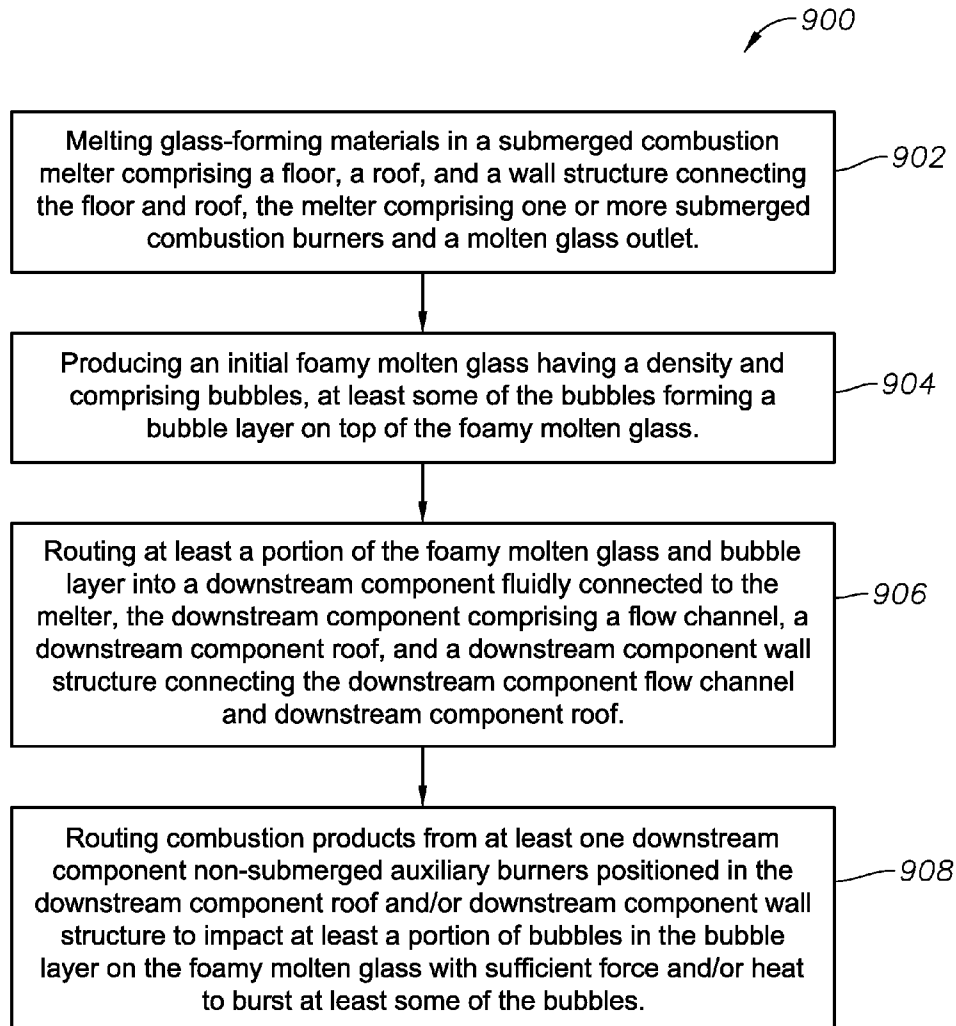 900
Melting glass-forming materials in a submerged combustion
melter comprising a floor, a roof, and a wall structure connecting
the floor and roof, the melter comprising one or more submerged
combustion burners and a molten glass outlet.
902
Producing an initial foamy molten glass having a density and
comprising bubbles, at least some of the bubbles forming a
bubble layer on top of the foamy molten glass.
904
Routing at least a portion of the foamy molten glass and bubble
layer into a downstream component fluidly connected to the
melter, the downstream component comprising a flow channel, a
downstream component roof, and a downstream component wall
structure connecting the downstream component flow channel
and downstream component roof.
906
Routing combustion products from at least one downstream
component non-submerged auxiliary burners positioned in the
downstream component roof and/or downstream component wall
structure to impact at least a portion of bubbles in the bubble
layer on the foamy molten glass with sufficient force and/or heat
to burst at least some of the bubbles.
908